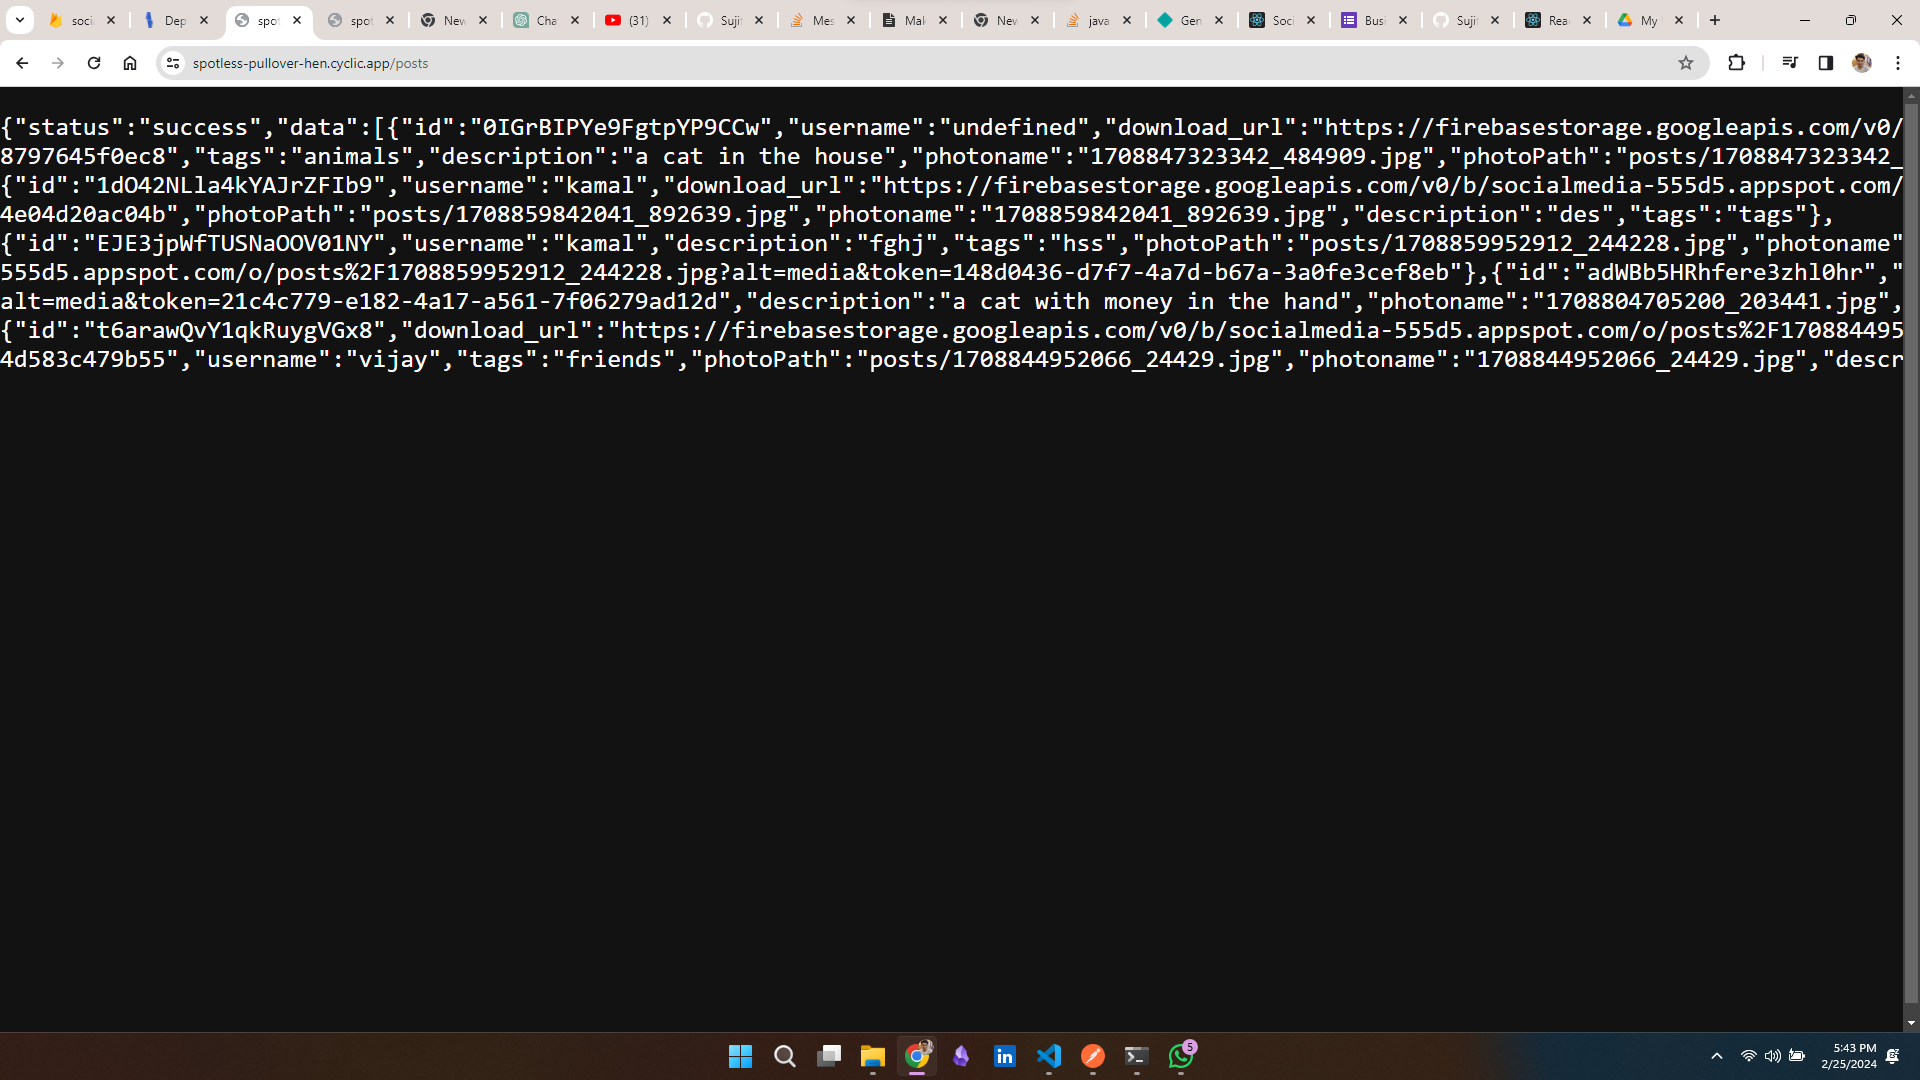 soci
Dep
spot
spot
New
Cha
(31)
Suji
Mes
Mak
New
java
Gen
Soci
Busi
Suji
Rea
My
spotless-pullover-hen.cyclic.app/posts
{"status":"success","data":[{"id":"0IGrBIPYe9FgtpYP9CCw","username":"undefined","download_url":"https://firebasestorage.googleapis.com/v0/
8797645f0ec8","tags":"animals","description":"a cat in the house","photoname":"1708847323342_484909.jpg","photoPath":"posts/1708847323342_
{"id":"1dO42NLla4kYAJrZFIb9","username":"kamal","download_url":"https://firebasestorage.googleapis.com/v0/b/socialmedia-555d5.appspot.com/
4e04d20ac04b","photoPath":"posts/1708859842041_892639.jpg","photoname":"1708859842041_892639.jpg","description":"des","tags":"tags"},
{"id":"EJE3jpWfTUSNaOOV01NY","username":"kamal","description":"fghj","tags":"hss","photoPath":"posts/1708859952912_244228.jpg","photoname"
555d5.appspot.com/o/posts%2F1708859952912_244228.jpg?alt=media&token=148d0436-d7f7-4a7d-b67a-3a0fe3cef8eb"},{"id":"adWBb5HRhfere3zhl0hr","
alt=media&token=21c4c779-e182-4a17-a561-7f06279ad12d","description":"a cat with money in the hand","photoname":"1708804705200_203441.jpg",
{"id":"t6arawQvY1qkRuygVGx8","download_url":"https://firebasestorage.googleapis.com/v0/b/socialmedia-555d5.appspot.com/o/posts%2F170884495
4d583c479b55","username":"vijay","tags":"friends","photoPath":"posts/1708844952066_24429.jpg","photoname":"1708844952066_24429.jpg","descr
5
5:43 PM
2/25/2024